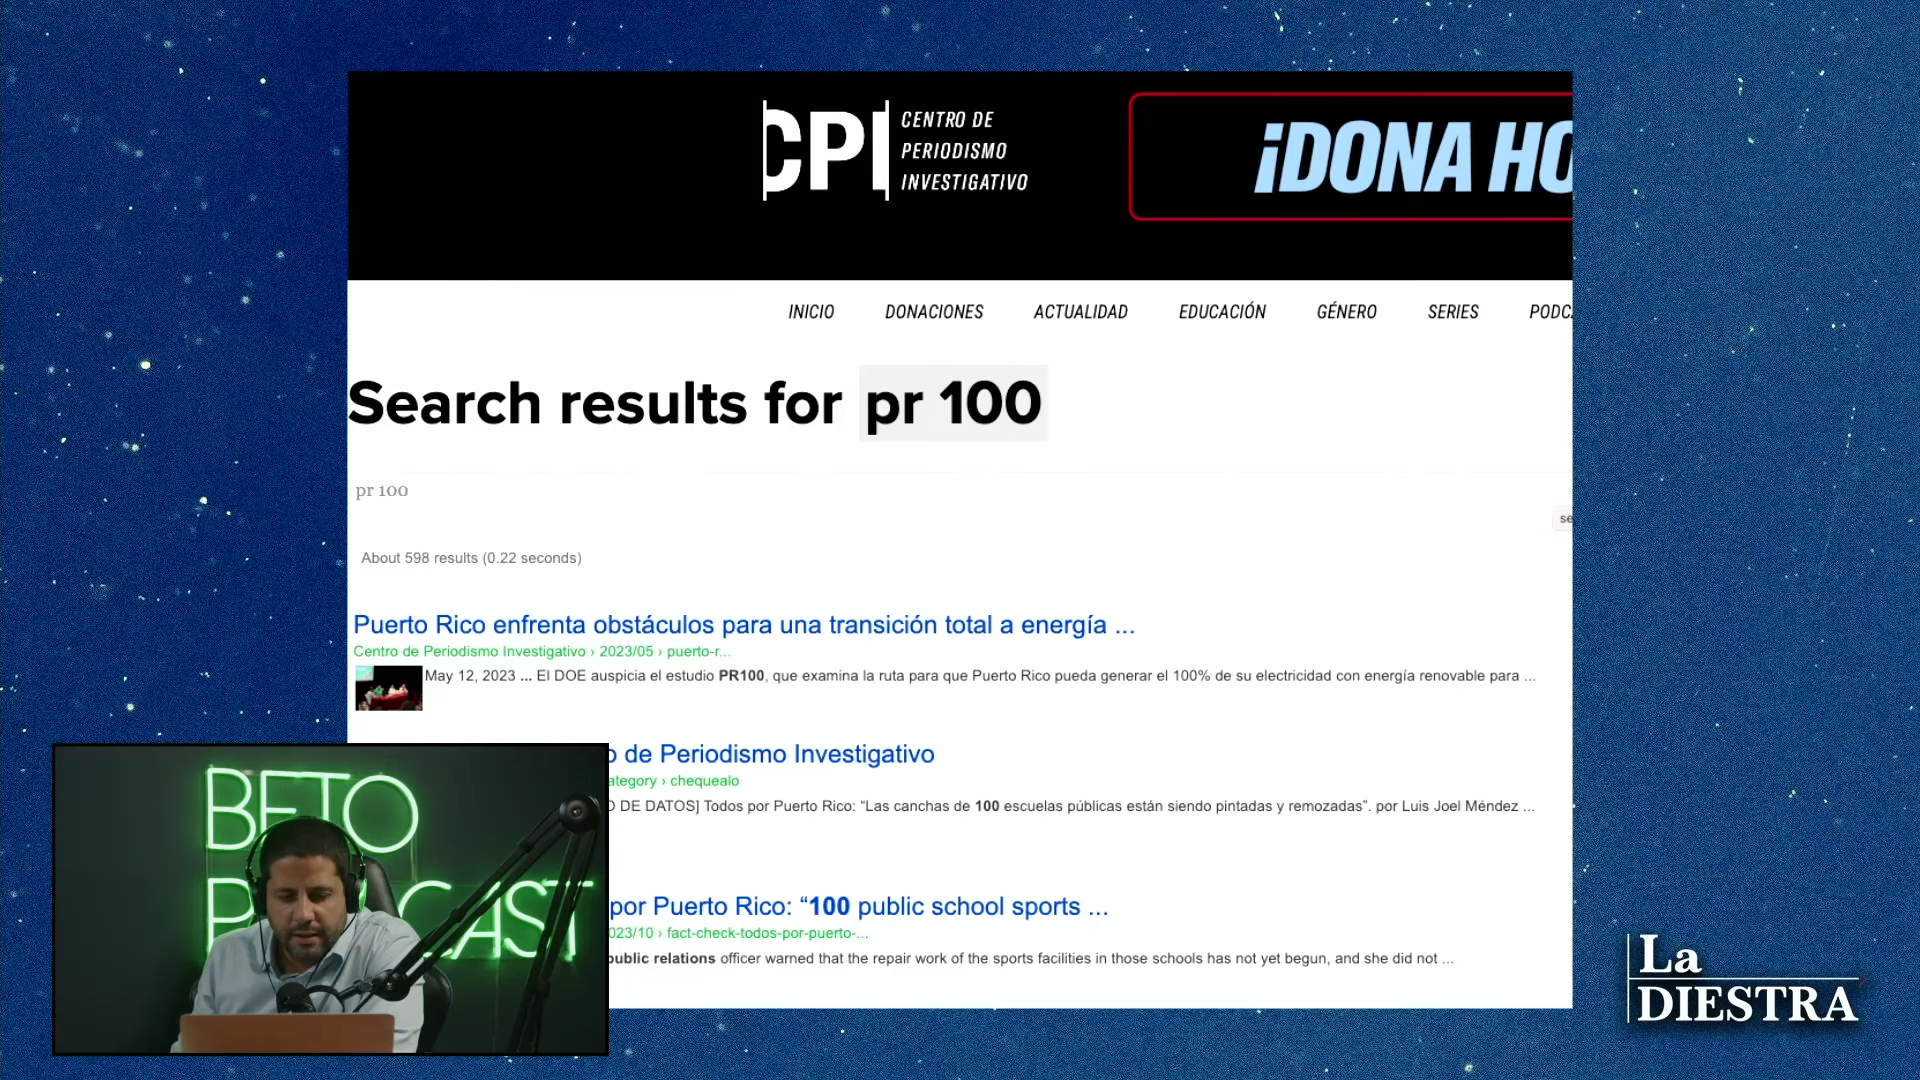 CPI
CENTRO DE
PERIODISMO
INVESTIGATIVO
¡DONA HO
INICIO DONACIONES ACTUALIDAD EDUCACIÓN GÉNERO SERIES PODC
Search results for pr 100
pr 100
se
About 598 results (0.22 seconds)
Puerto Rico enfrenta obstáculos para una transición total a energía ...
Centro de Periodismo Investigativo › 2023/05 › puerto-r...
May 12, 2023 ... El DOE auspicia el estudio PR100, que examina la ruta para que Puerto Rico pueda generar el 100% de su electricidad con energía renovable para ...
o de Periodismo Investigativo
ategory › chequealo
O DE DATOS] Todos por Puerto Rico: “Las canchas de 100 escuelas públicas están siendo pintadas y remozadas”. por Luis Joel Méndez ...
por Puerto Rico: “100 public school sports ...
023/10 › fact-check-todos-por-puerto-...
public relations officer warned that the repair work of the sports facilities in those schools has not yet begun, and she did not ...
BETO
P CAST
La
DIESTRA